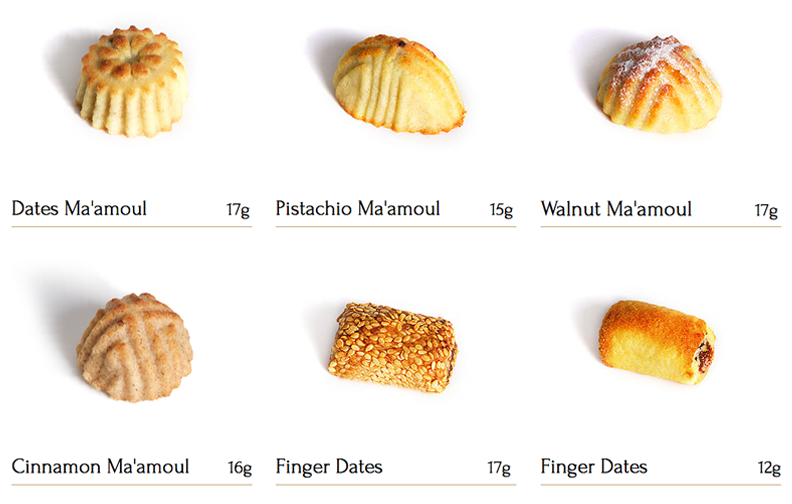 Dates Ma'amoul 17g
Pistachio Ma'amoul 15g
Walnut Ma'amoul 17g
Cinnamon Ma'amoul 16g
Finger Dates 17g
Finger Dates 12g